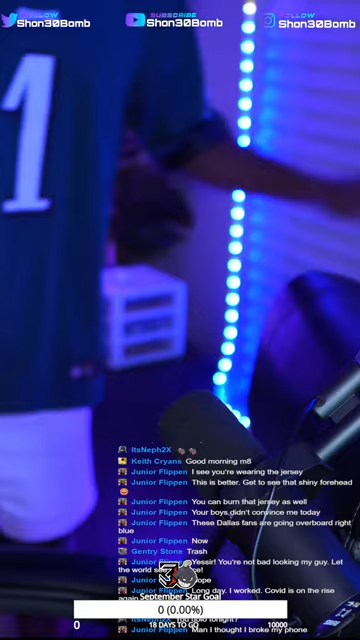 FOLLOW
Shon30Bomb
SUBSCRIBE
Shon30Bomb
FOLLOW
Shon30Bomb
1
ItsNeph2X
Keith Cryans Good morning m8
Junior Flippen I see you're wearing the jersey
Junior Flippen This is better. Get to see that shiny forehead
Junior Flippen You can burn that jersey as well
Junior Flippen Your boys didn't convince me today
Junior Flippen These Dallas fans are going overboard right
blue
Junior Flippen Now
Gentry Stone Trash
Junior Flippen Yessir! You're not bad looking my guy. Let
the world see
Junior Flippen
Junior Flippen Long day. I worked. Covid is on the rise
again
September Star Goal
0 (0.00%)
0 18 DAYS TO GO 10000
Junior Flippen Man I thought I broke my phone